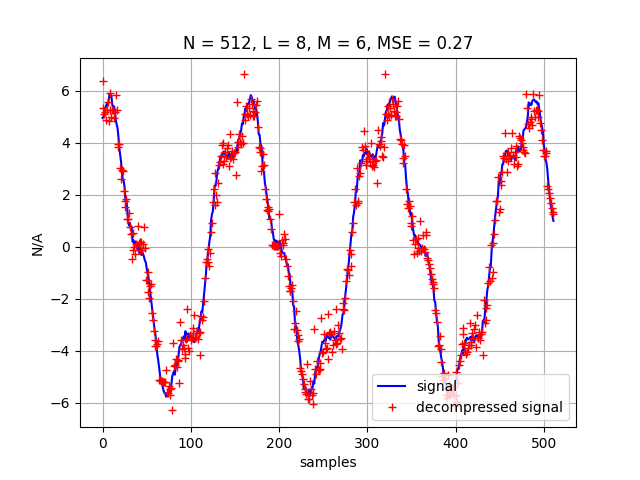 N = 512, L = 8, M = 6, MSE = 0.27
6
4
2
0
−2
−4
−6
N/A
0 100 200 300 400 500
samples
signal
decompressed signal